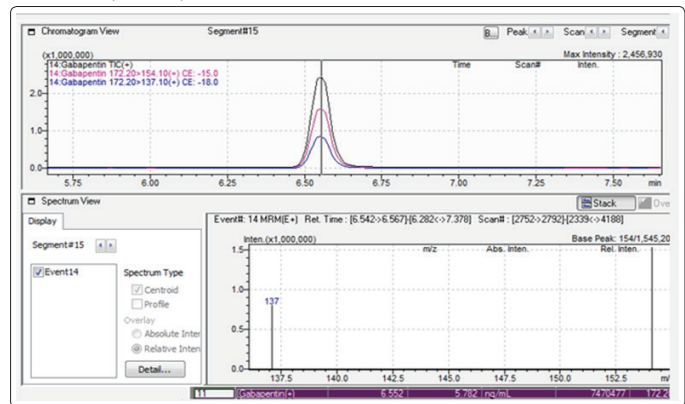 Chromatogram View Segment#15 B... Peak Scan Segment
(x1,000,000) Max Intensity : 2,456,930
14:Gabapentin TIC(+) Time Scan# Inten.
14:Gabapentin 172.20>154.10(+) CE: -15.0
14:Gabapentin 172.20>137.10(+) CE: -18.0
2.0
1.0
0.0
5.75 6.00 6.25 6.50 6.75 7.00 7.25 7.50 min
Spectrum View Stack Ove
Display Event#: 14 MRM(E+) Ret. Time : [6.542->6.567]-[6.282<->7.378] Scan# : [2752->2792]-[2339<->4188]
Inten.(x1,000,000) Base Peak: 154/1,545,20
Segment#15 1.5 m/z Abs. Inten. Rel. Inten.
Event14 Spectrum Type
Centroid
Profile
Overlay
Absolute Inter
Relative Inten
Detail...
137
1.0
0.5
0.0
137.5 140.0 142.5 145.0 147.5 150.0 152.5 m/
11 (Gabapentin(+) 6.552 5.782 ng/mL 7470477 172.2